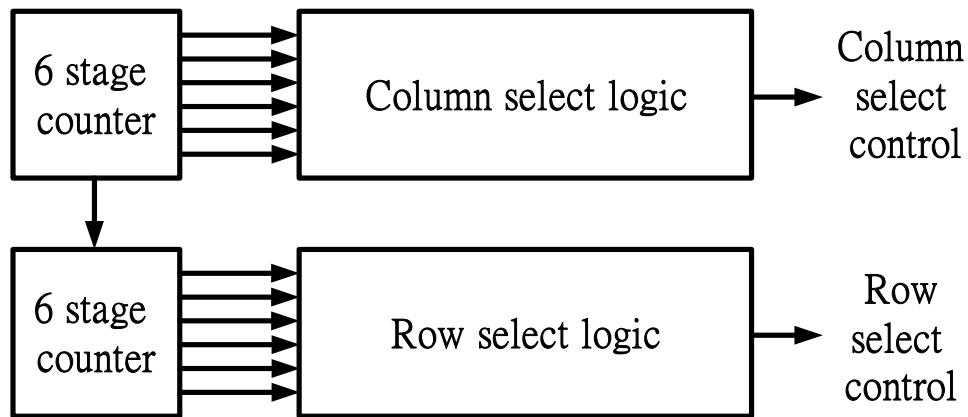 6 stage
counter
Column select logic
Column
select
control
6 stage
counter
Row select logic
Row
select
control